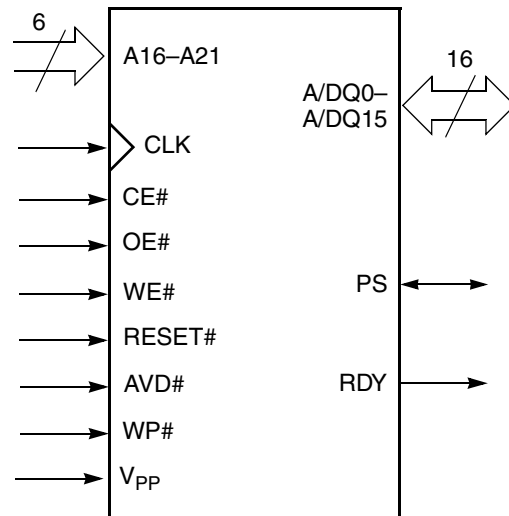 6
A16–A21
16
A/DQ0–
A/DQ15
CLK
CE#
OE#
WE#
PS
RESET#
AVD#
RDY
WP#
VPP